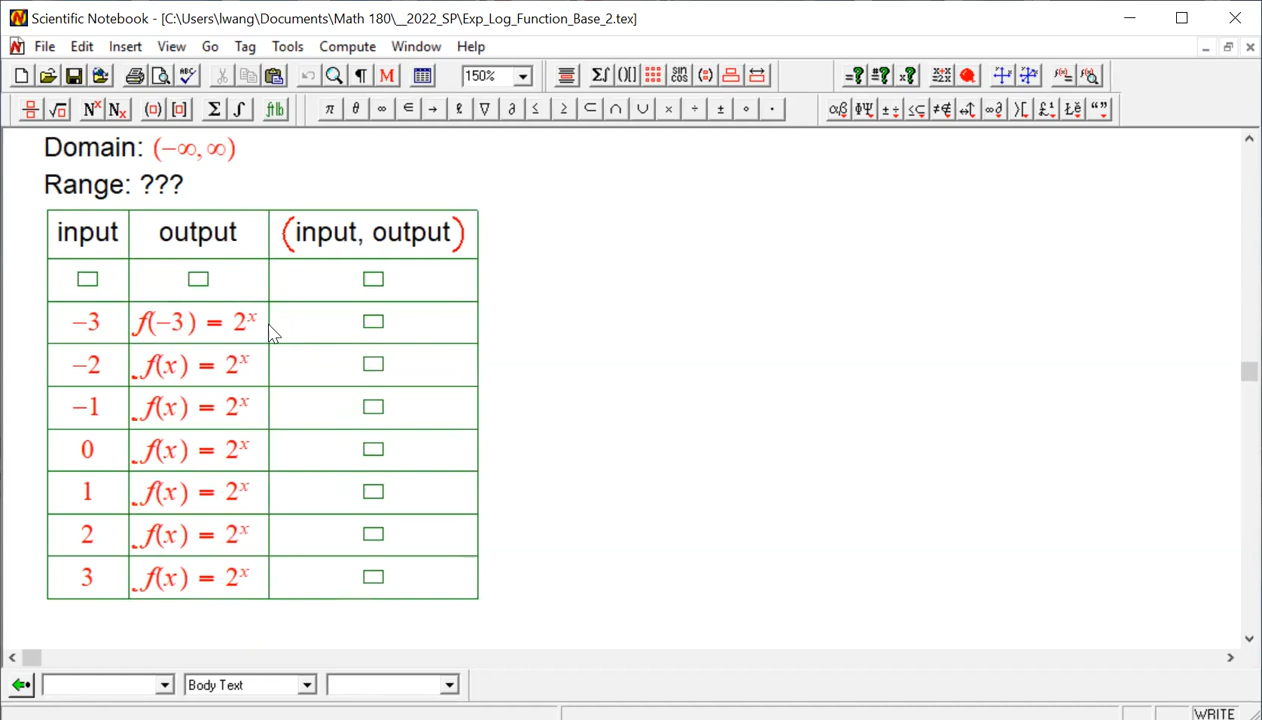 Scientific Notebook - [C:\Users\lwang\Documents\Math 180\__2022_SP\Exp_Log_Function_Base_2.tex]
File Edit Insert View Go Tag Tools Compute Window Help
150%
Domain: (−∞, ∞)
Range: ???
input output (input, output)
−3 f(−3) = 2^x
−2 f(x) = 2^x
−1 f(x) = 2^x
0 f(x) = 2^x
1 f(x) = 2^x
2 f(x) = 2^x
3 f(x) = 2^x
Body Text
WRITE